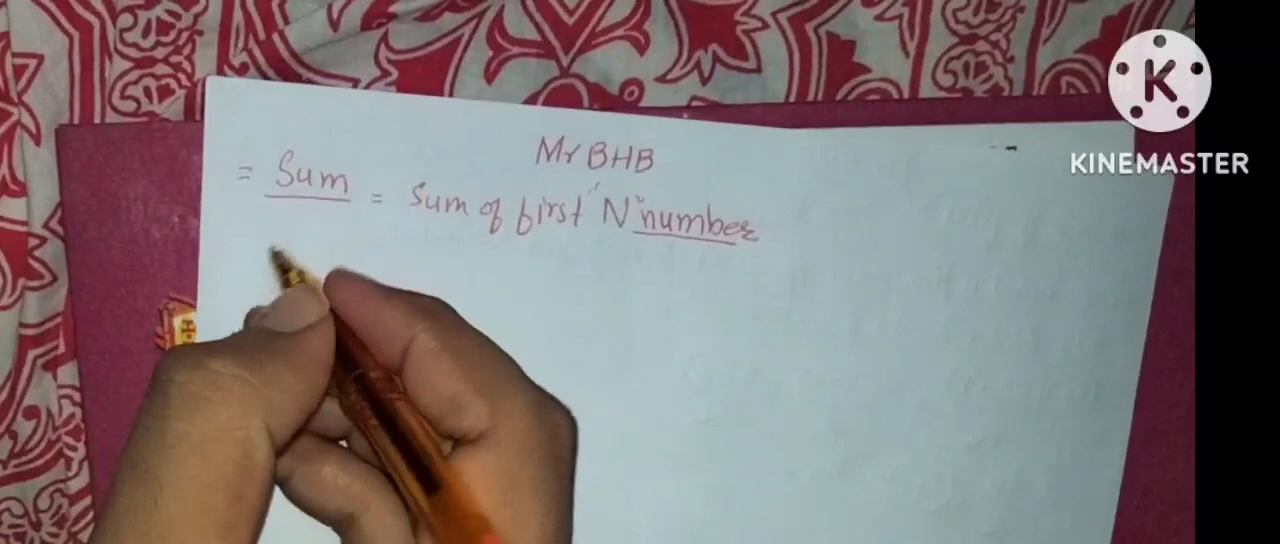 Mr BHB
= Sum = Sum of first "N" number
K
KINEMASTER